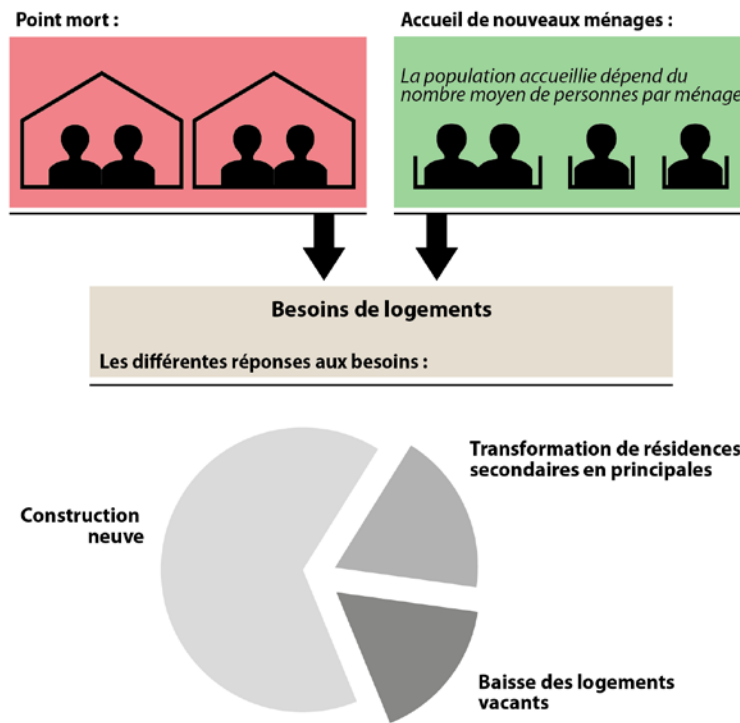 Point mort :
Accueil de nouveaux ménages :
La population accueillie dépend du
nombre moyen de personnes par ménage
Besoins de logements
Les différentes réponses aux besoins :
Transformation de résidences
secondaires en principales
Construction
neuve
Baisse des logements
vacants